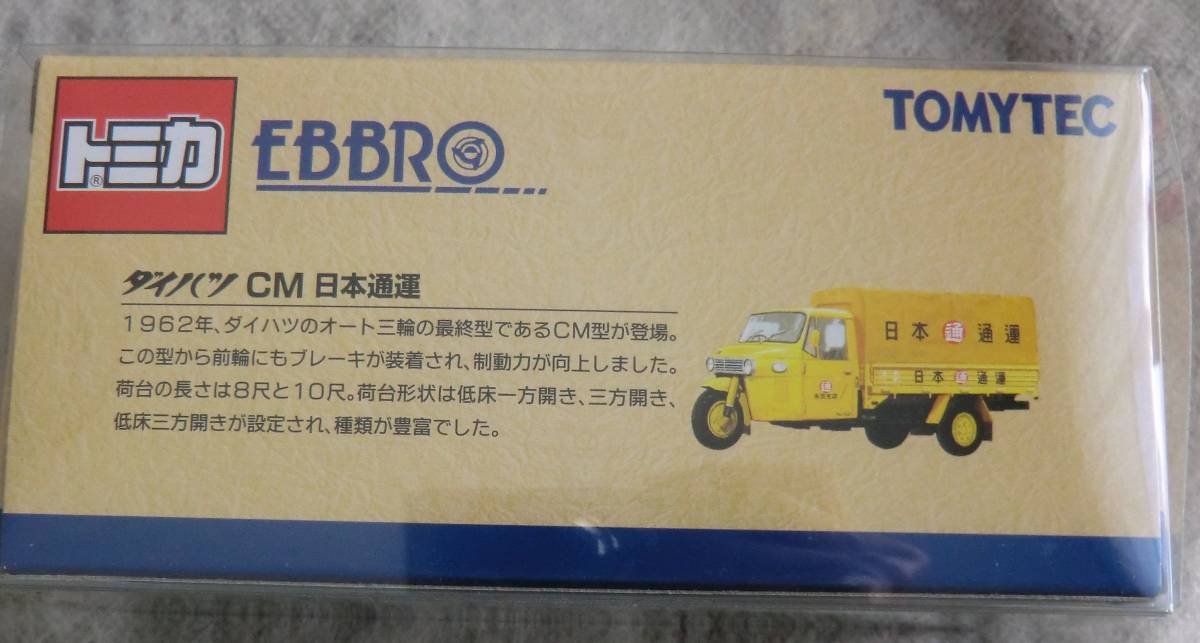 トミカ®
EBBRO
TOMYTEC
ダイハツ CM 日本通運
1962年、ダイハツのオート三輪の最終型であるCM型が登場。
この型から前輪にもブレーキが装着され、制動力が向上しました。
荷台の長さは8尺と10尺。荷台形状は低床一方開き、三方開き、
低床三方開きが設定され、種類が豊富でした。
日本 通 通運
日本 通 通運
通